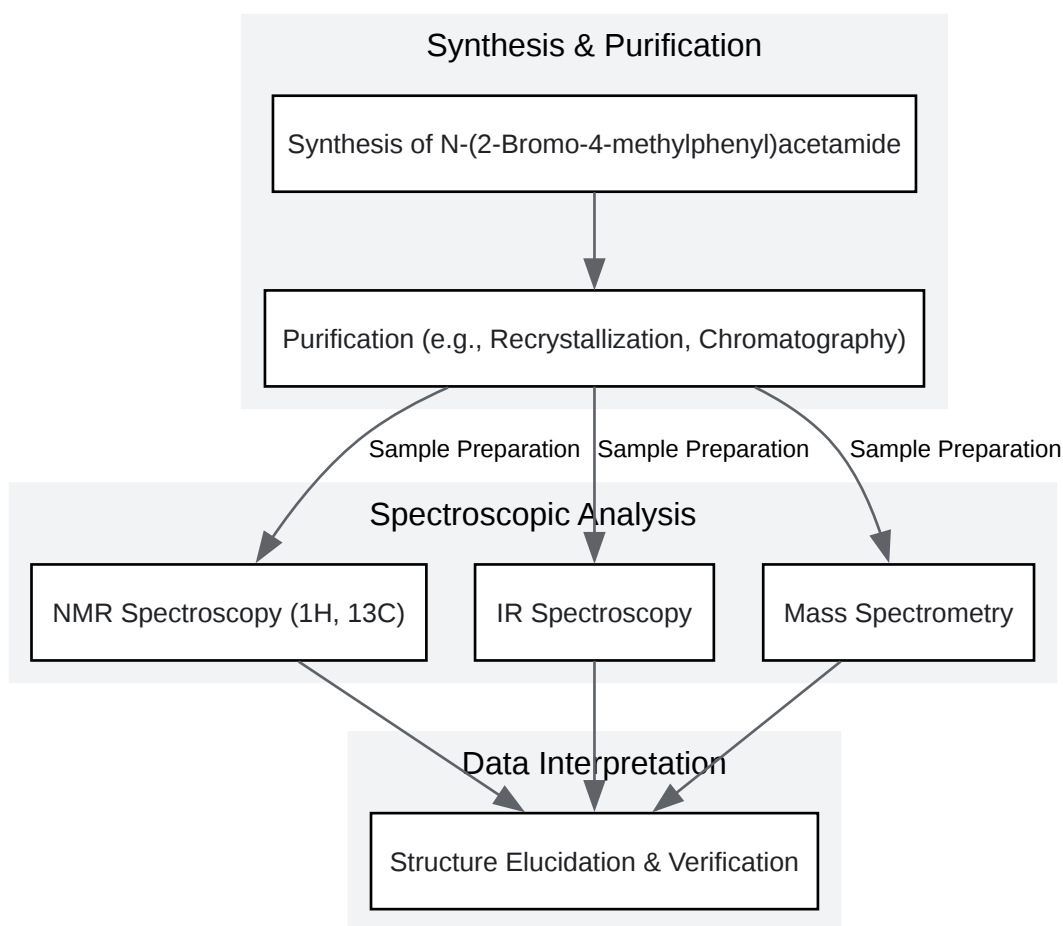 Synthesis & Purification
Synthesis of N-(2-Bromo-4-methylphenyl)acetamide
Purification (e.g., Recrystallization, Chromatography)
Sample Preparation
Sample Preparation
Sample Preparation
Spectroscopic Analysis
NMR Spectroscopy (1H, 13C)
IR Spectroscopy
Mass Spectrometry
Data Interpretation
Structure Elucidation & Verification